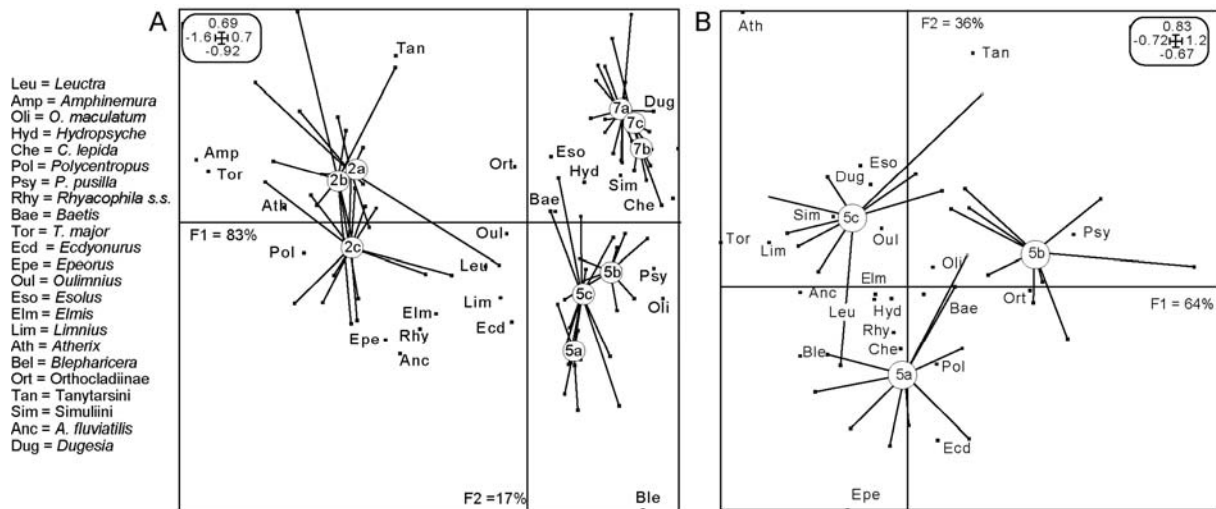 A
B
0.69
-1.6 0.7
-0.92
0.83
-0.72 1.2
-0.67
Leu = Leuctra
Amp = Amphinemura
Oli = O. maculatum
Hyd = Hydropsyche
Che = C. lepida
Pol = Polycentropus
Psy = P. pusilla
Rhy = Rhyacophila s.s.
Bae = Baetis
Tor = T. major
Ecd = Ecdyonurus
Epe = Epeorus
Oul = Oulimnius
Eso = Esolus
Elm = Elmis
Lim = Limnius
Ath = Atherix
Bel = Blepharicera
Ort = Orthocladiinae
Tan = Tanytarsini
Sim = Simuliini
Anc = A. fluviatilis
Dug = Dugesia
Tan
7a
Dug
7c
7b
Amp
Tor
2a
2b
Ort
Eso
Hyd
Sim
Ath
Bae
Che
F1 = 83%
2c
Pol
Oul
Leu
5b
Psy
5c
Oli
Lim
Elm
Ecd
Epe
Rhy
Anc
5a
F2 =17%
Ble
Ath
F2 = 36%
Tan
Eso
Dug
Sim
5c
Oul
Psy
Tor
Lim
5b
Oli
Elm
Anc
Ort
Leu
Hyd
Bae
F1 = 64%
Rhy
Ble
Che
Pol
5a
Ecd
Epe